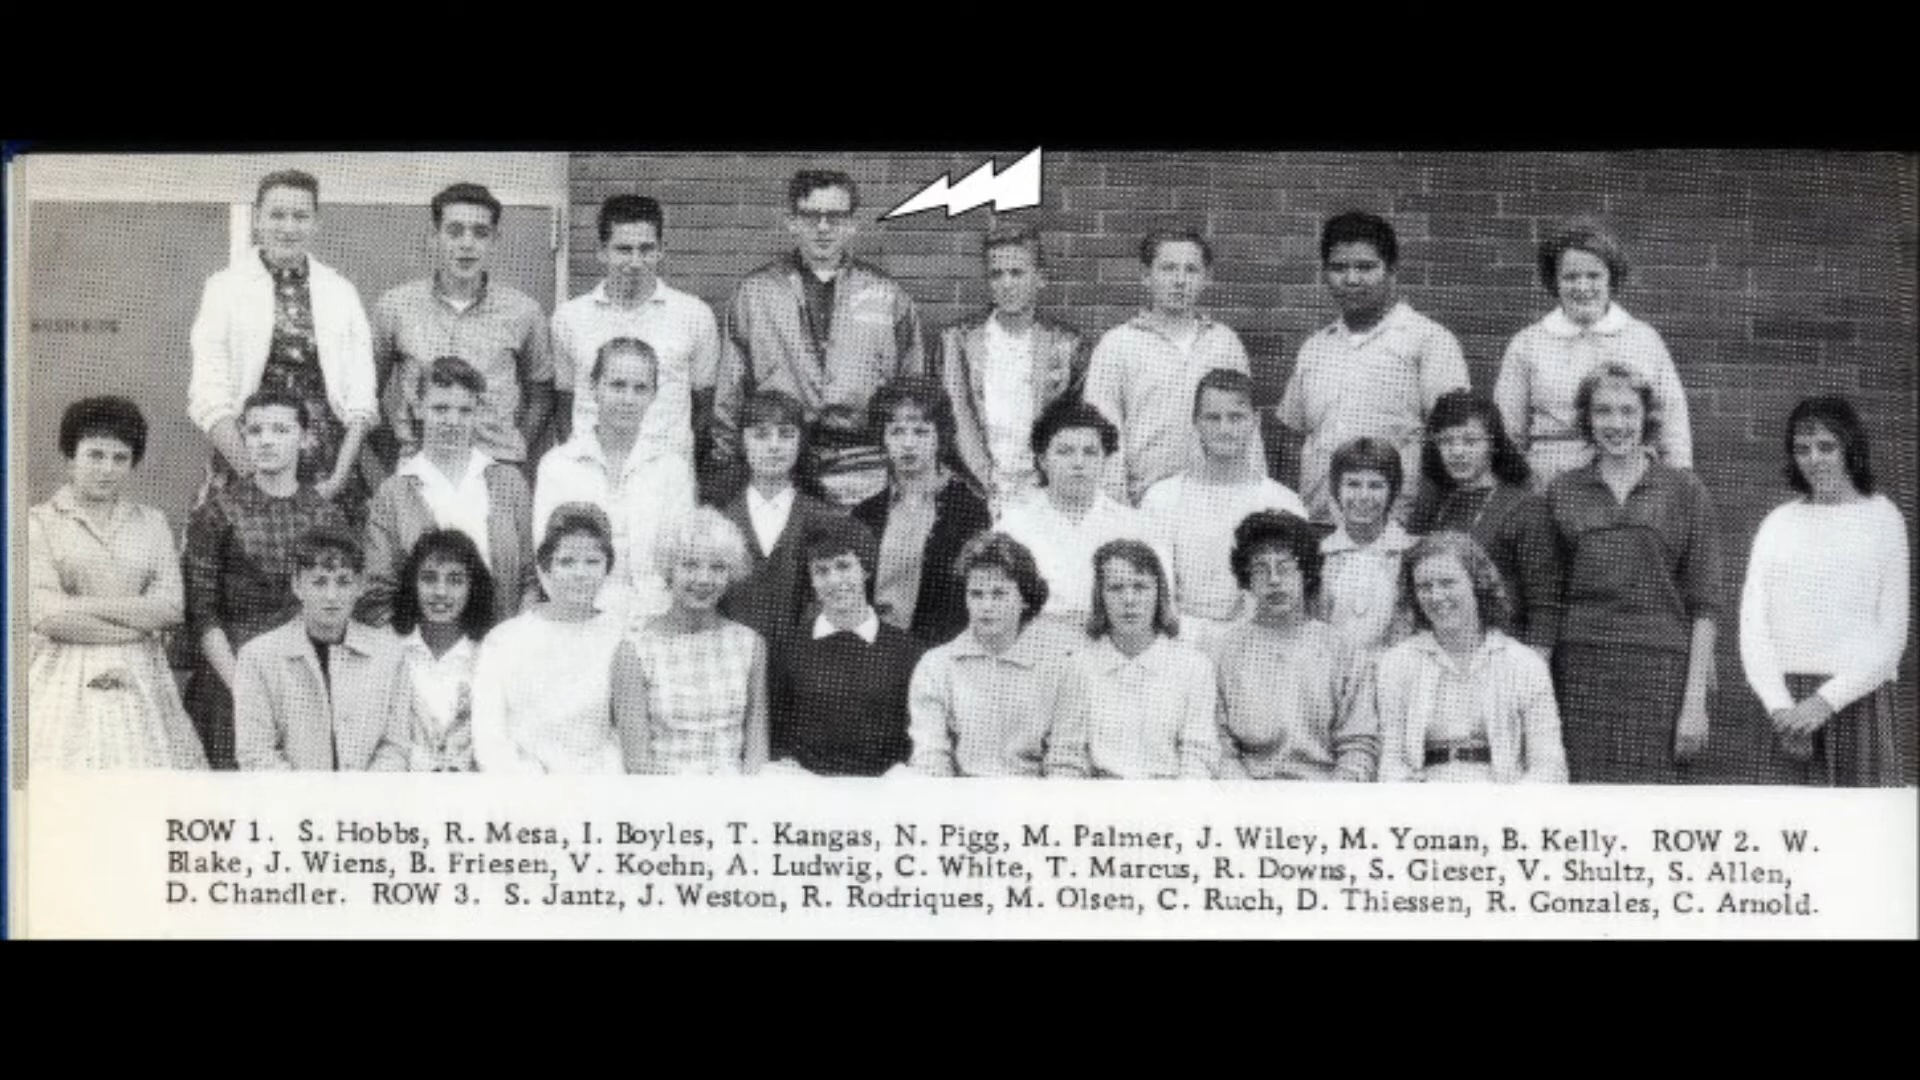 ROW 1. S. Hobbs, R. Mesa, I. Boyles, T. Kangas, N. Pigg, M. Palmer, J. Wiley, M. Yonan, B. Kelly. ROW 2. W.
Blake, J. Wiens, B. Friesen, V. Koehn, A. Ludwig, C. White, T. Marcus, R. Downs, S. Gieser, V. Shultz, S. Allen,
D. Chandler. ROW 3. S. Jantz, J. Weston, R. Rodriques, M. Olsen, C. Ruch, D. Thiessen, R. Gonzales, C. Arnold.